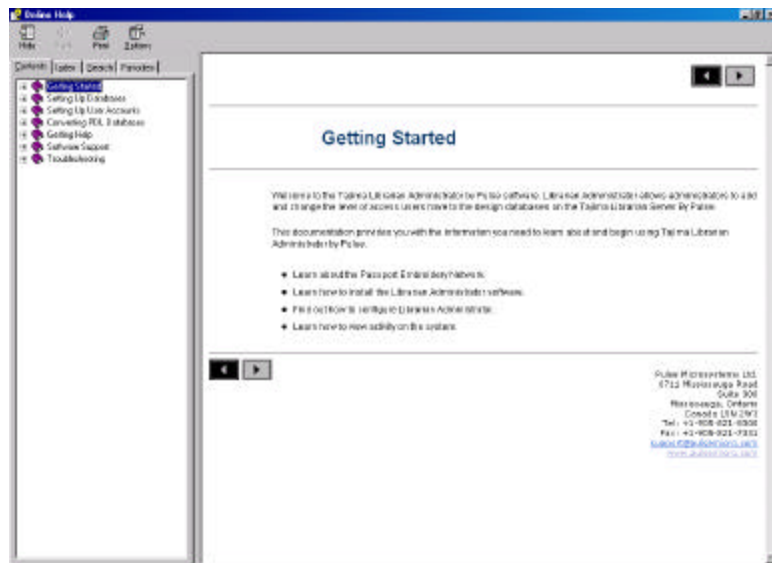 Online Help
Hide Back Print Options
Contents Index Search Favorites
Getting Started
Setting Up Databases
Setting Up User Accounts
Converting PDL Databases
Getting Help
Software Support
Troubleshooting
Getting Started
Welcome to the Tajima Librarian Administrator by Pulse software. Librarian Administrator allows administrators to add
and change the level of access users have to the design databases on the Tajima Librarian Server By Pulse.
This documentation provides you with the information you need to learn about and begin using Tajima Librarian
Administrator by Pulse.
Learn about the Passport Embroidery Network.
Learn how to install the Librarian Administrator software.
Find out how to configure Librarian Administrator.
Learn how to view activity on the system.
Pulse Microsystems Ltd.
Mississauga Road
Suite 300
Mississauga, Ontario
Canada
Tel: +1-905-821-
Fax: +1-905-821-